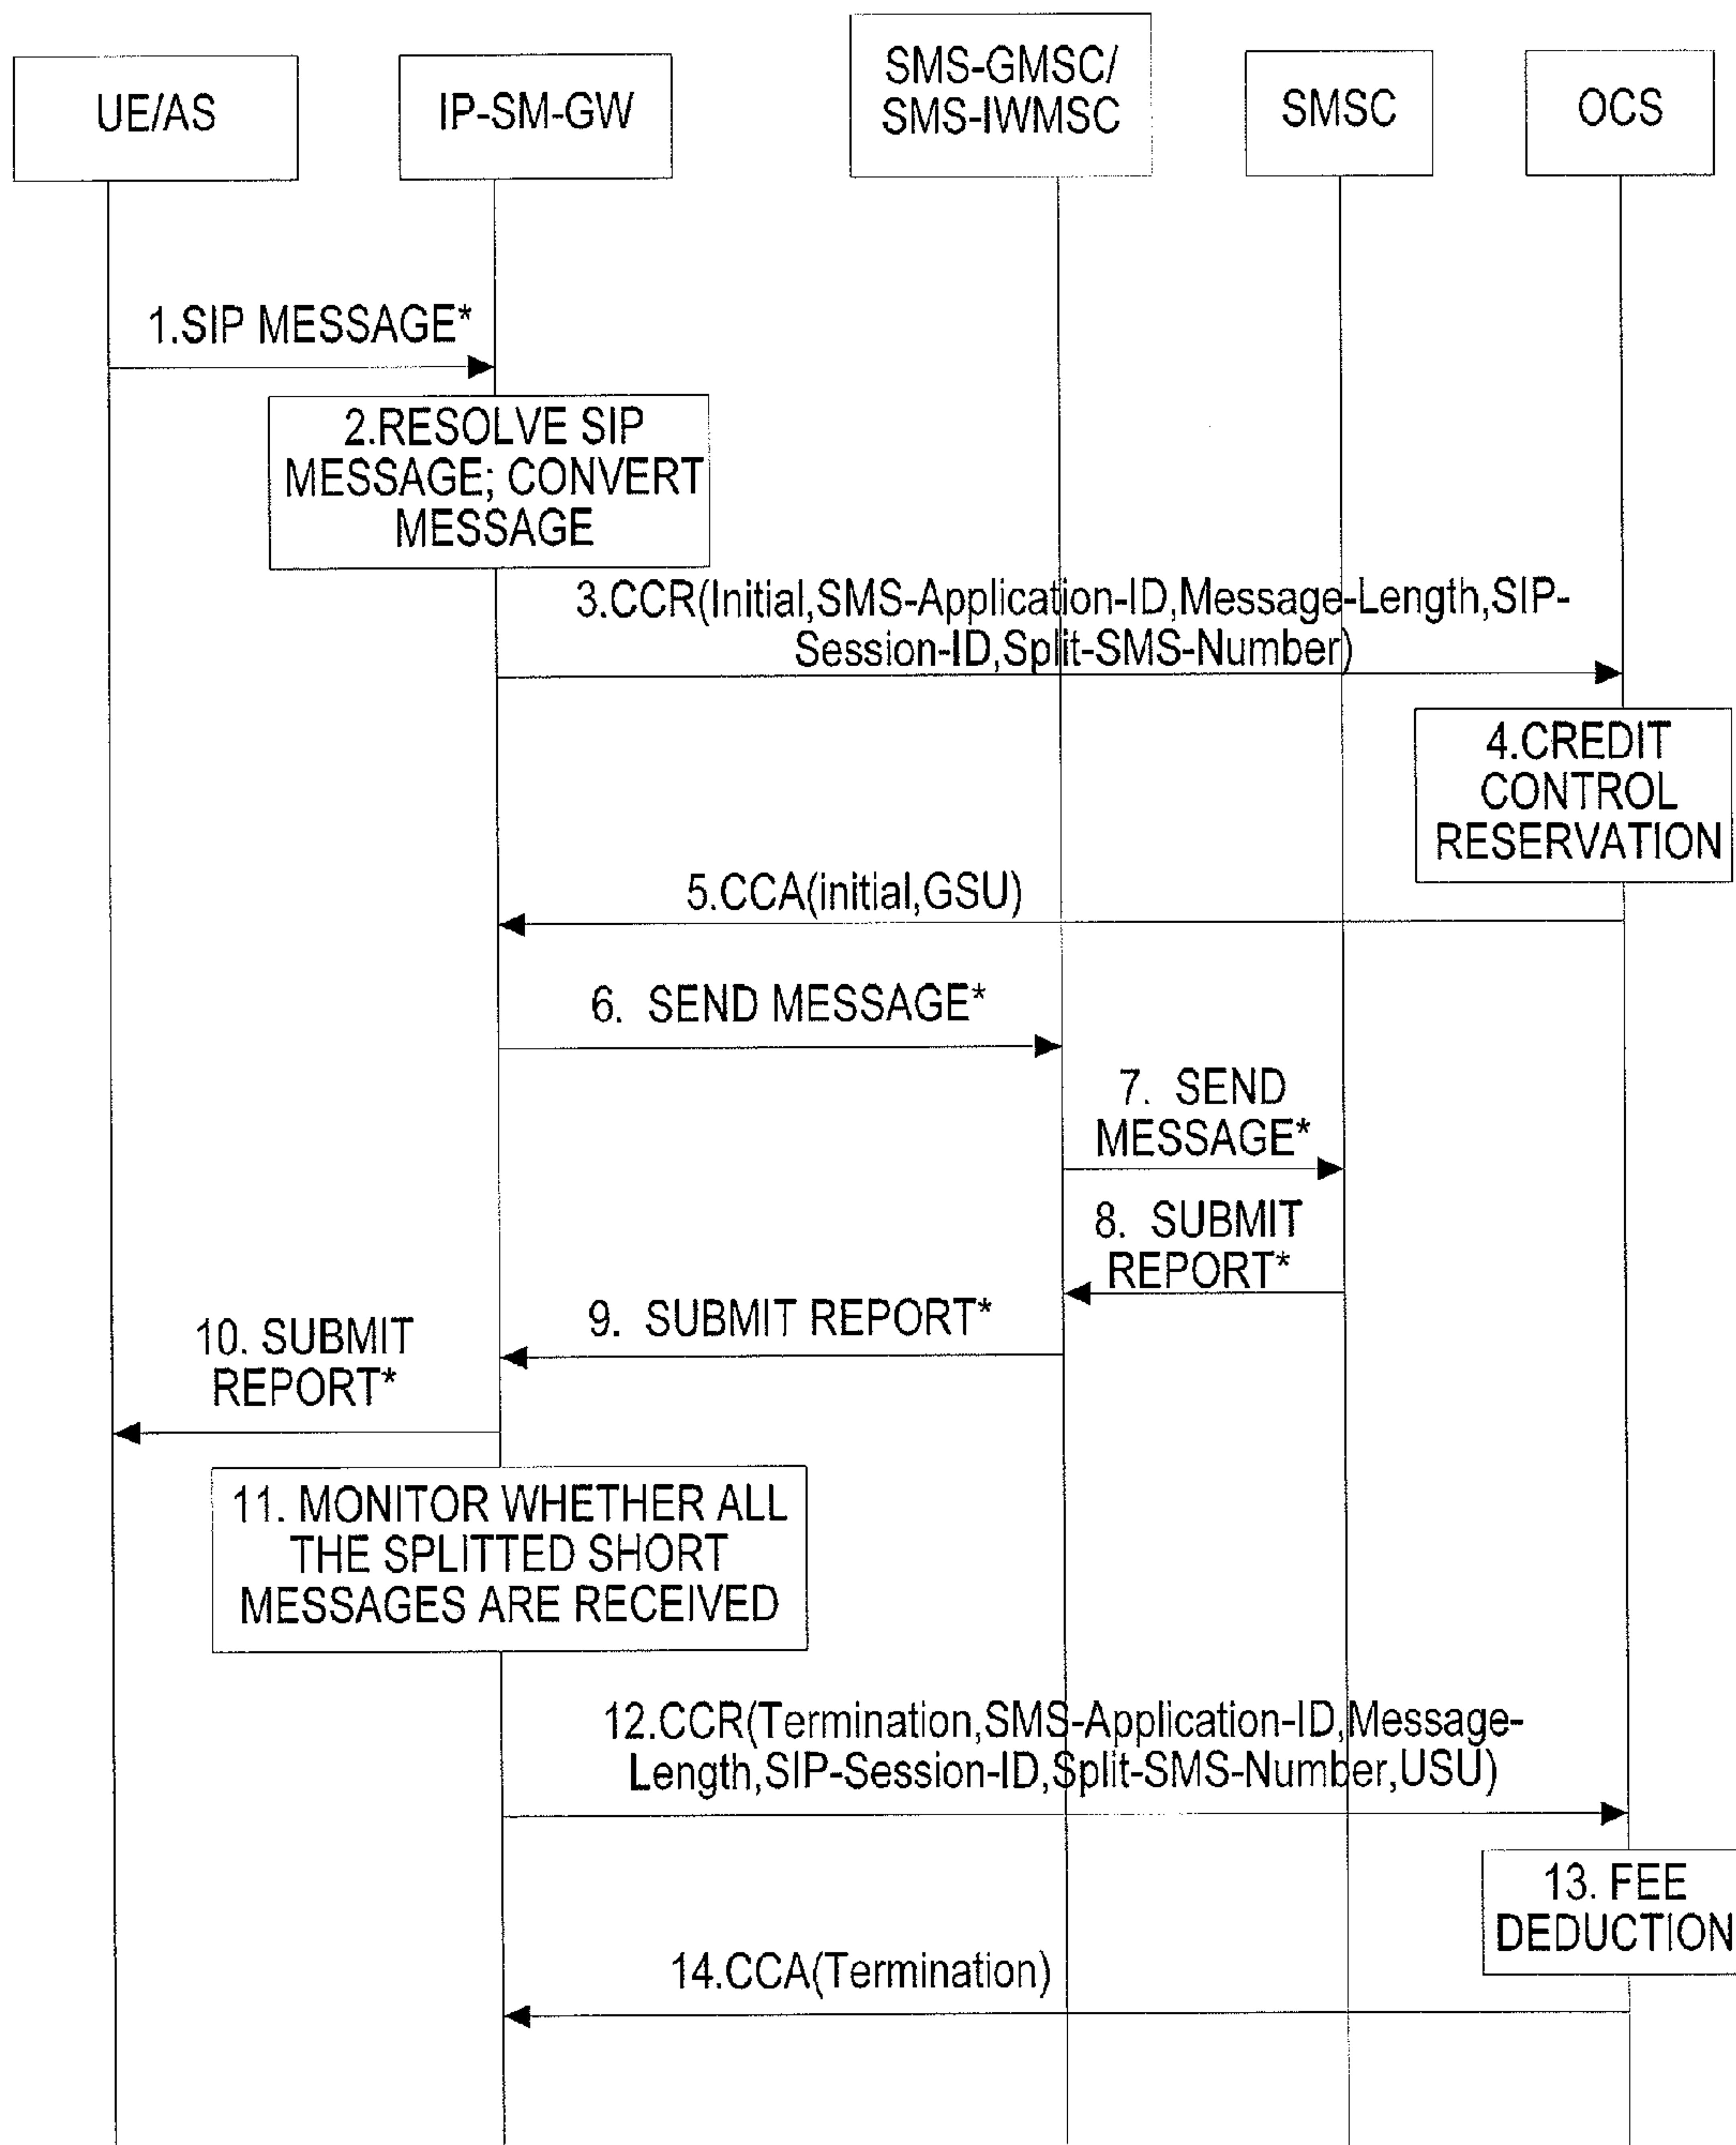 UE/AS
IP-SM-GW
SMS-GMSC/
SMS-IWMSC
SMSC
OCS
1.SIP MESSAGE*
2.RESOLVE SIP
MESSAGE; CONVERT
MESSAGE
3.CCR(Initial,SMS-Application-ID,Message-Length,SIP-
Session-ID,Split-SMS-Number)
4.CREDIT
CONTROL
RESERVATION
5.CCA(initial,GSU)
6. SEND MESSAGE*
7. SEND
MESSAGE*
8. SUBMIT
REPORT*
9. SUBMIT REPORT*
10. SUBMIT
REPORT*
11. MONITOR WHETHER ALL
THE SPLITTED SHORT
MESSAGES ARE RECEIVED
12.CCR(Termination,SMS-Application-ID,Message-
Length,SIP-Session-ID,Split-SMS-Number,USU)
13. FEE
DEDUCTION
14.CCA(Termination)